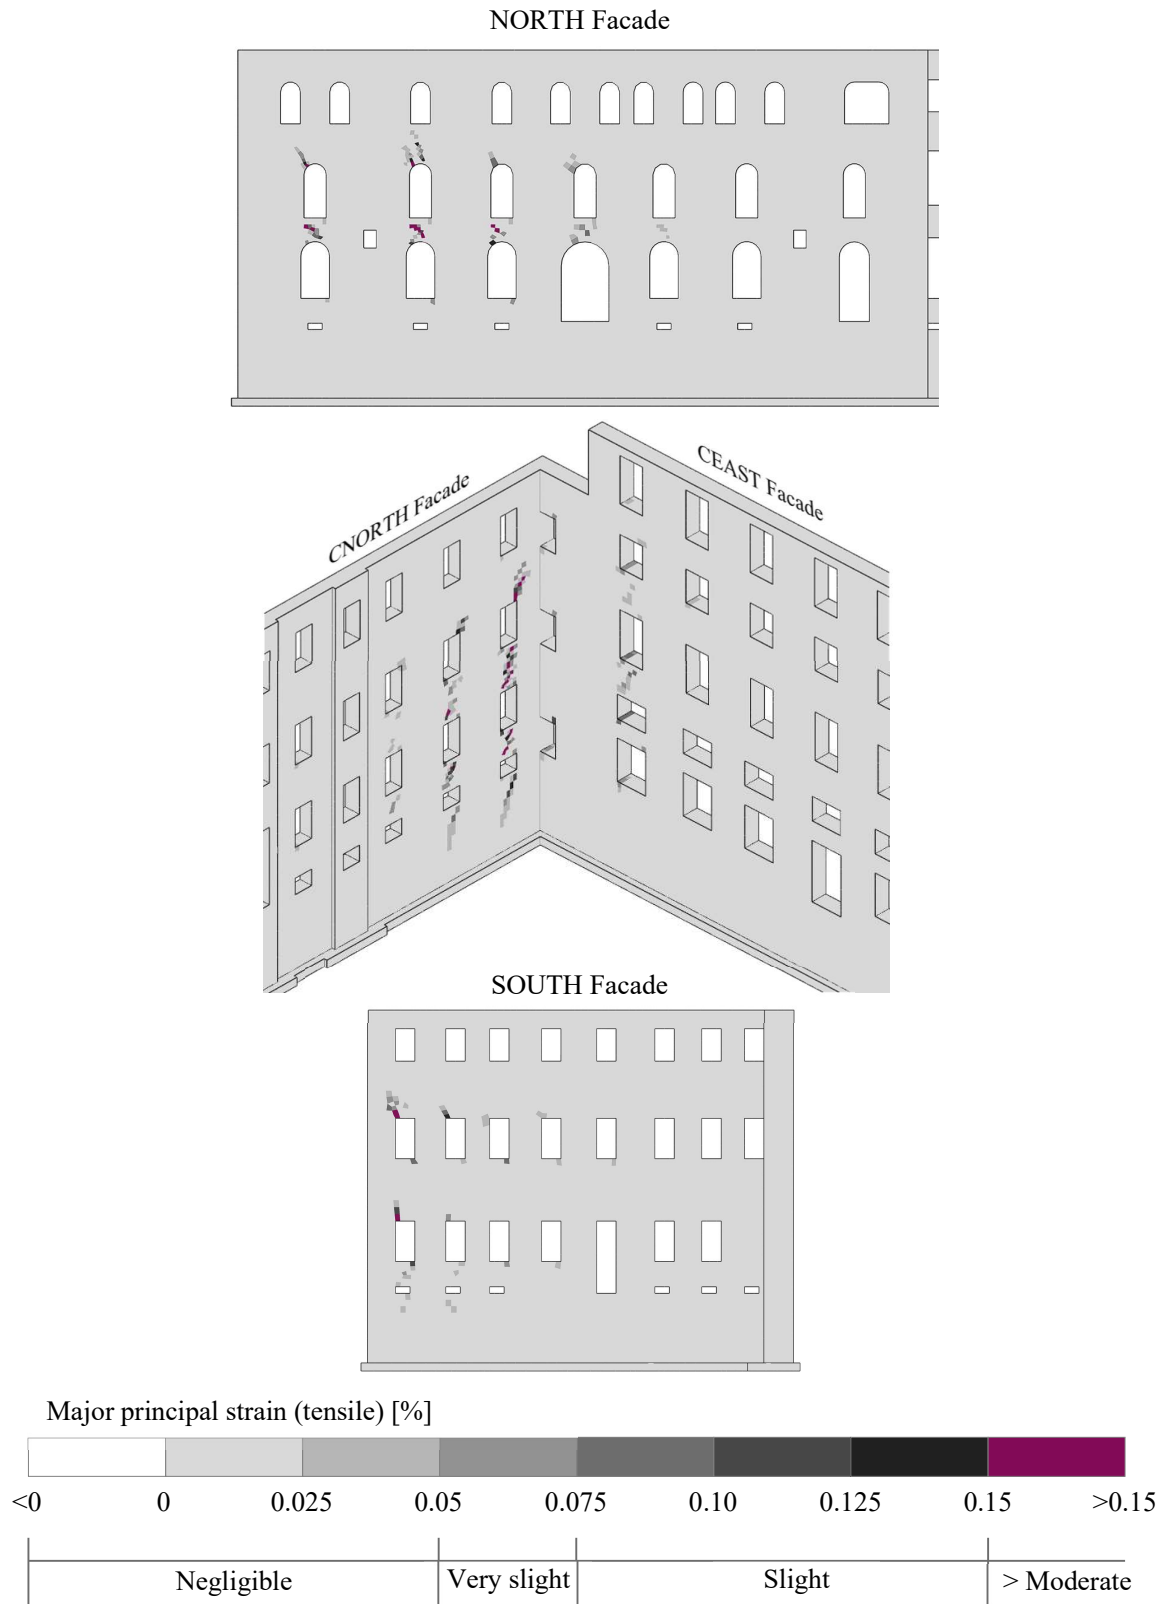 NORTH Facade
CNORTH Facade
CEAST Facade
SOUTH Facade
Major principal strain (tensile) [%]
<0 0 0.025 0.05 0.075 0.10 0.125 0.15 >0.15
Negligible Very slight Slight > Moderate